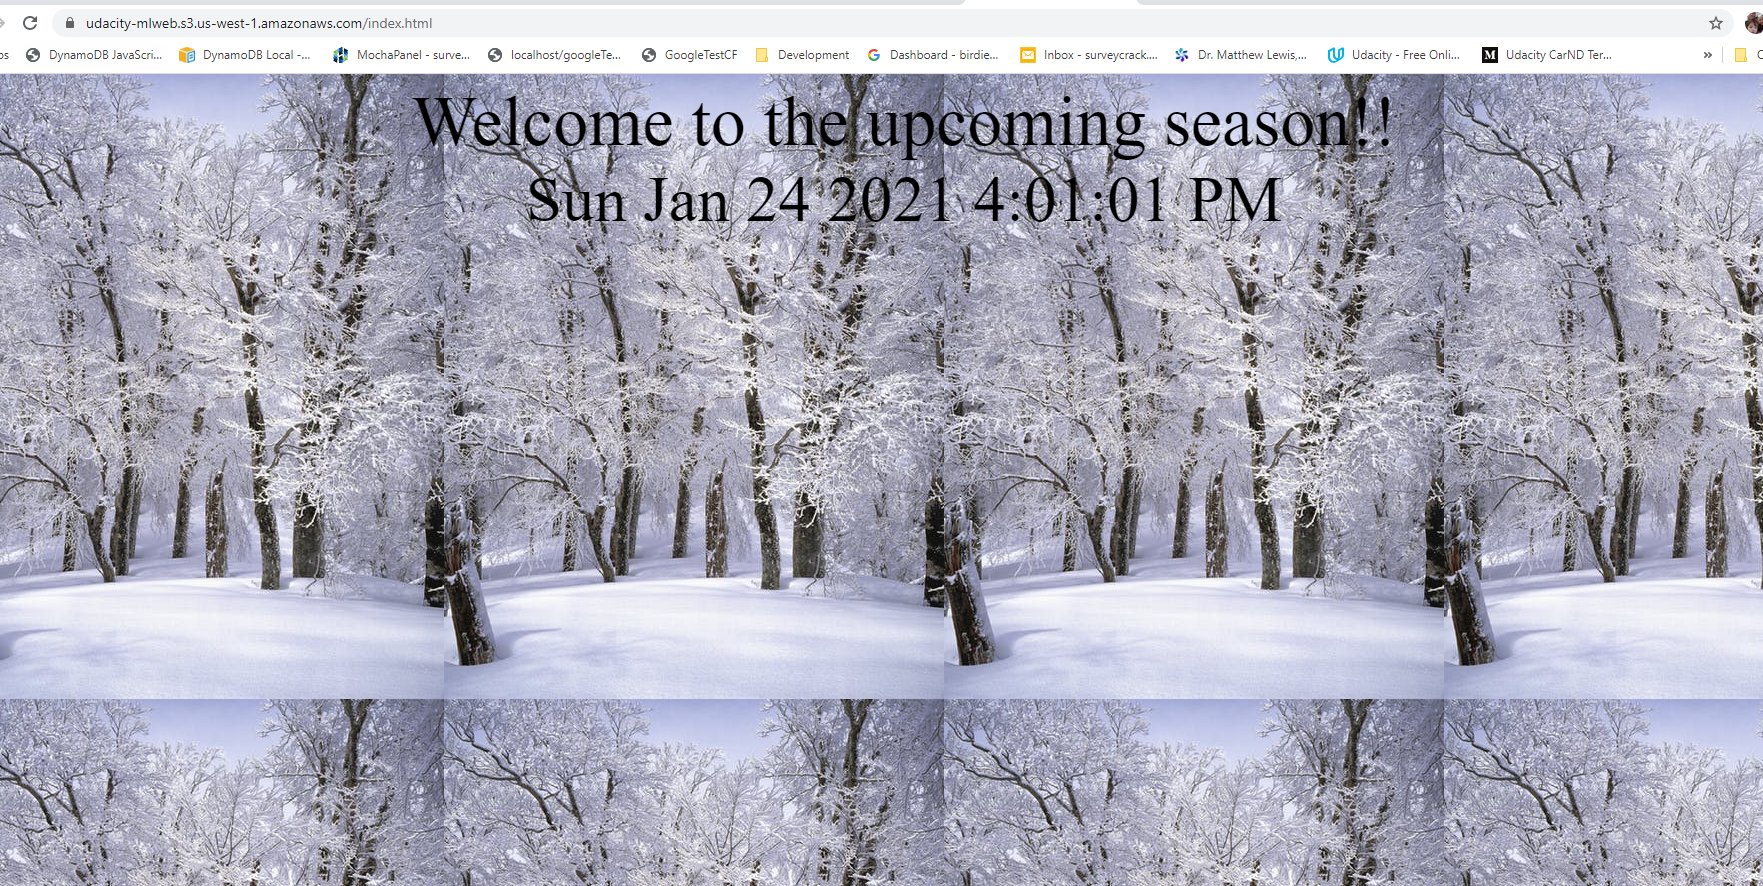 udacity-mlweb.s3.us-west-1.amazonaws.com/index.html
DynamoDB JavaScri... DynamoDB Local -... MochaPanel - surve... localhost/googleTe... GoogleTestCF Development Dashboard - birdie... Inbox - surveycrack.... Dr. Matthew Lewis,... Udacity - Free Onli... M Udacity CarND Ter... »
Welcome to the upcoming season!!
Sun Jan 24 2021 4:01:01 PM